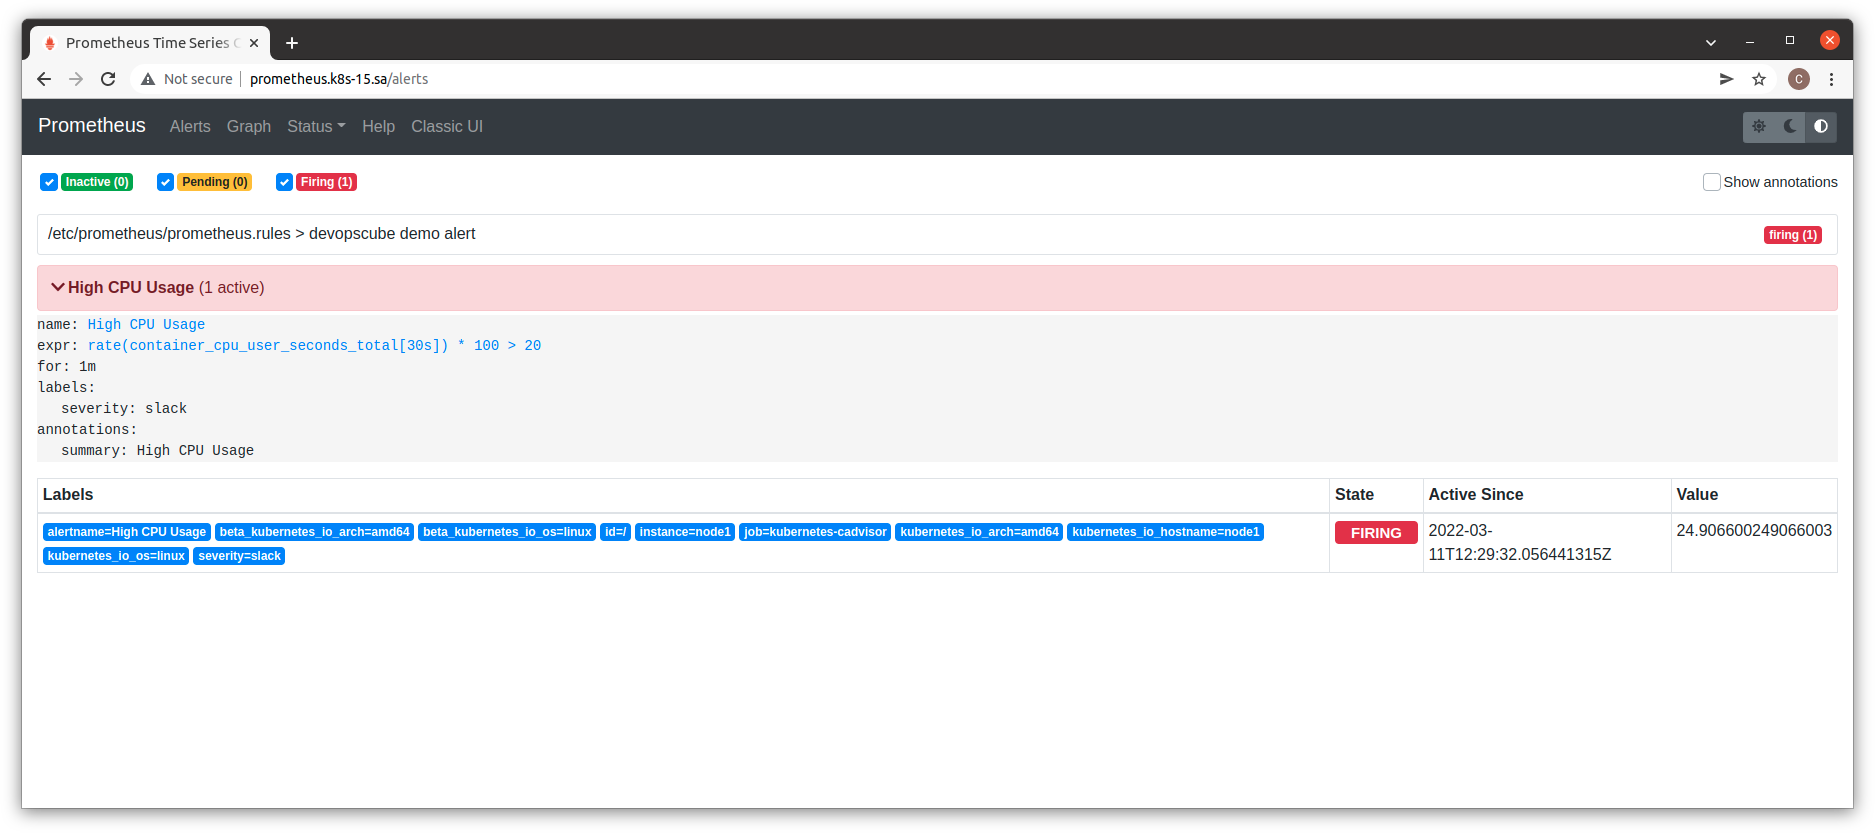 Prometheus Time Series C
Not secure | prometheus.k8s-15.sa/alerts
C
Prometheus Alerts Graph Status Help Classic UI
Inactive (0) Pending (0) Firing (1) Show annotations
/etc/prometheus/prometheus.rules > devopscube demo alert firing (1)
High CPU Usage (1 active)
name: High CPU Usage
expr: rate(container_cpu_user_seconds_total[30s]) * 100 > 20
for: 1m
labels:
severity: slack
annotations:
summary: High CPU Usage
Labels State Active Since Value
alertname=High CPU Usage beta_kubernetes_io_arch=amd64 beta_kubernetes_io_os=linux id=/ instance=node1 job=kubernetes-cadvisor kubernetes_io_arch=amd64 kubernetes_io_hostname=node1 FIRING 2022-03- 24.906600249066003
kubernetes_io_os=linux severity=slack 11T12:29:32.056441315Z